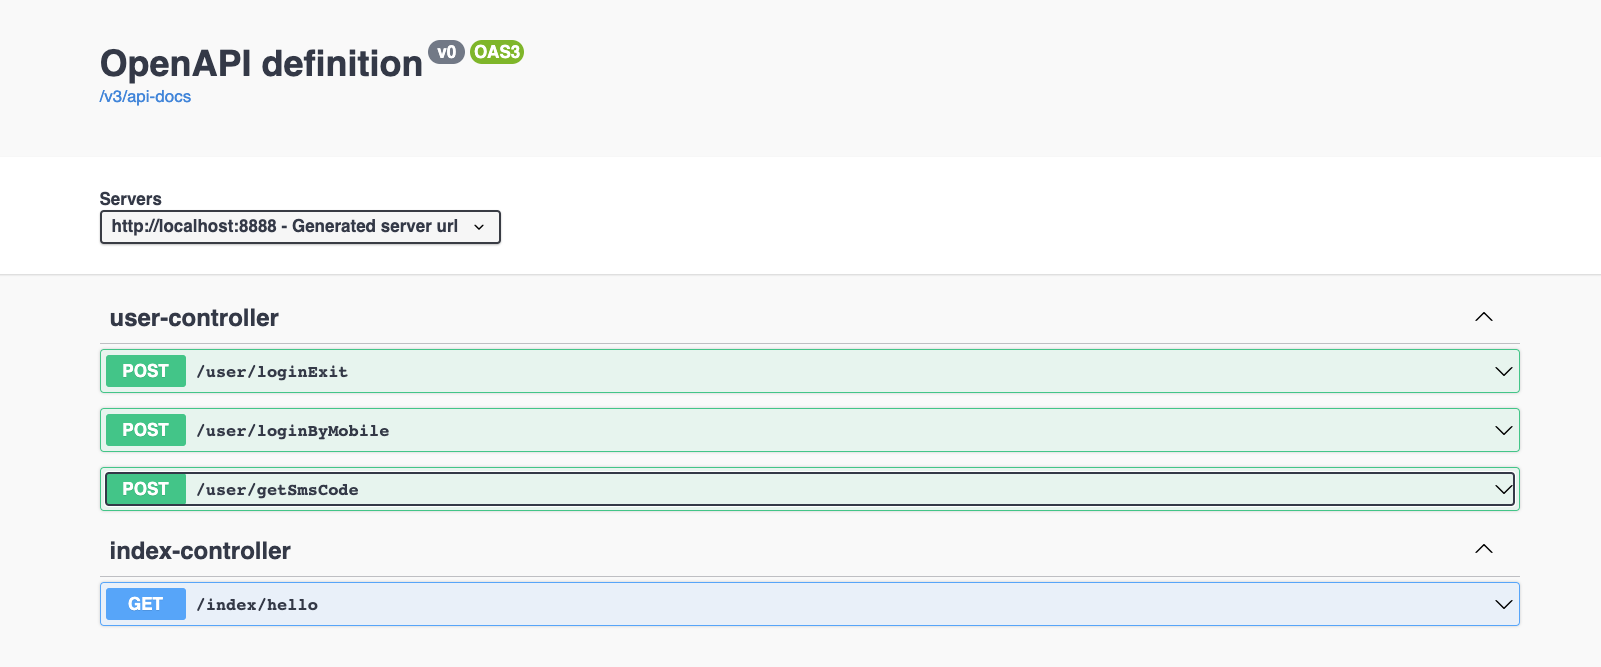 OpenAPI definition v0 OAS3
/v3/api-docs
Servers
http://localhost:8888 - Generated server url
user-controller
POST /user/loginExit
POST /user/loginByMobile
POST /user/getSmsCode
index-controller
GET /index/hello